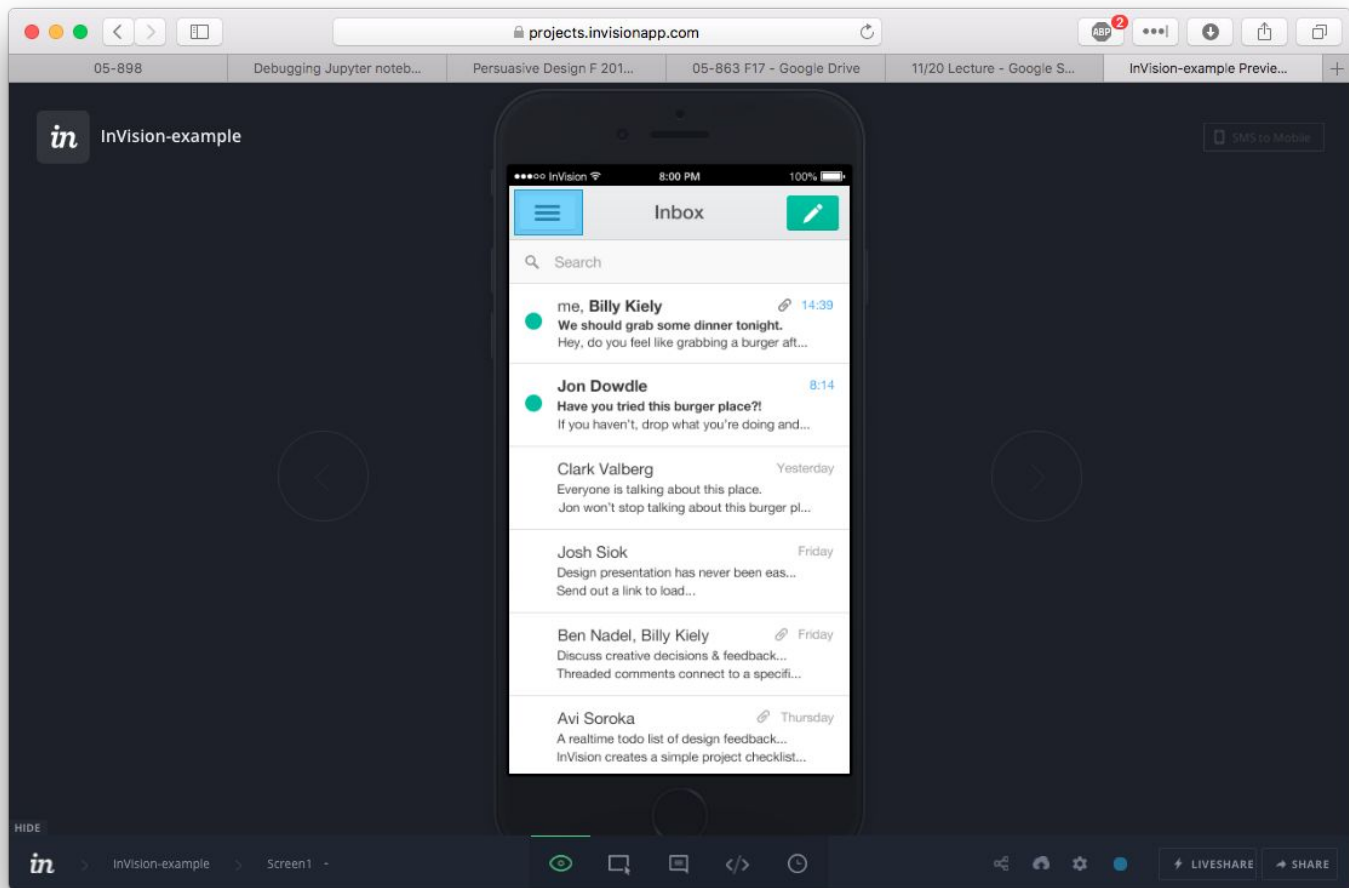 projects.invisionapp.com
ABP
2
05-898
Debugging Jupyter noteb...
Persuasive Design F 201...
05-863 F17 - Google Drive
11/20 Lecture - Google S...
InVision-example Previe...
in
InVision-example
SMS to Mobile
InVision
8:00 PM
100%
Inbox
Search
me, Billy Kiely
14:39
We should grab some dinner tonight.
Hey, do you feel like grabbing a burger aft...
Jon Dowdle
8:14
Have you tried this burger place?!
If you haven't, drop what you're doing and...
Clark Valberg
Yesterday
Everyone is talking about this place.
Jon won't stop talking about this burger pl...
Josh Siok
Friday
Design presentation has never been eas...
Send out a link to load...
Ben Nadel, Billy Kiely
Friday
Discuss creative decisions & feedback...
Threaded comments connect to a specifi...
Avi Soroka
Thursday
A realtime todo list of design feedback...
InVision creates a simple project checklist...
HIDE
in
InVision-example
Screen1
</>
LIVESHARE
SHARE